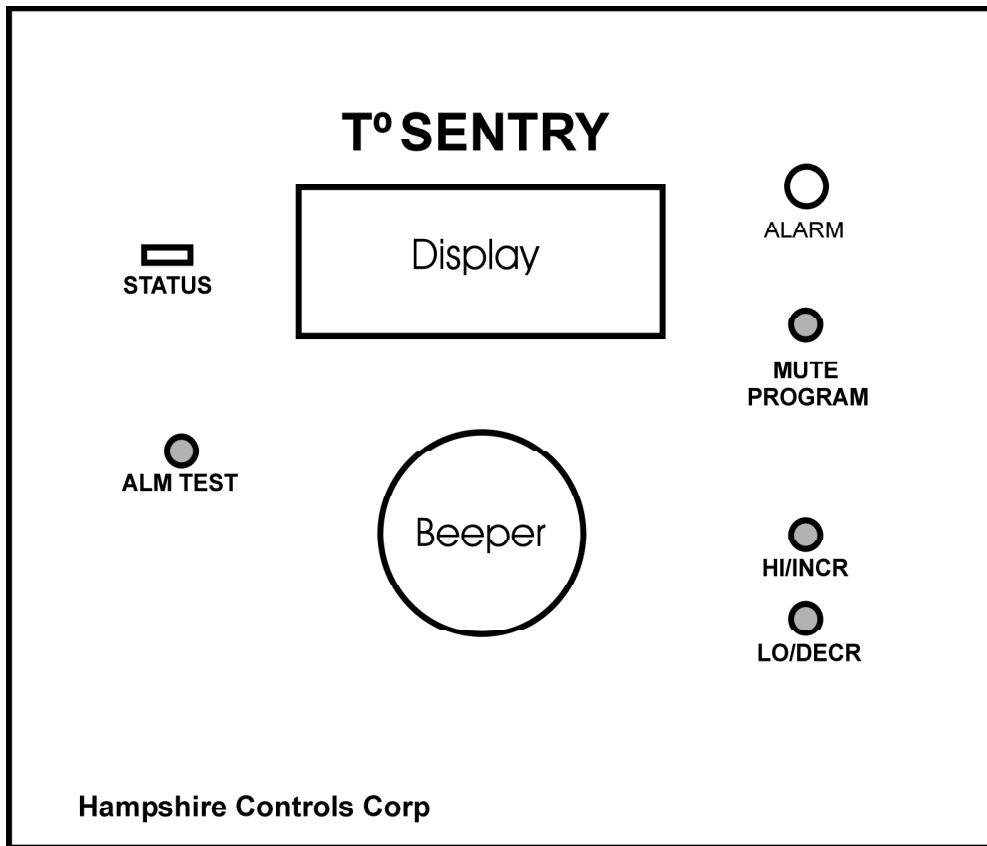 Tº SENTRY
Display
ALARM
STATUS
MUTE
PROGRAM
ALM TEST
Beeper
HI/INCR
LO/DECR
Hampshire Controls Corp